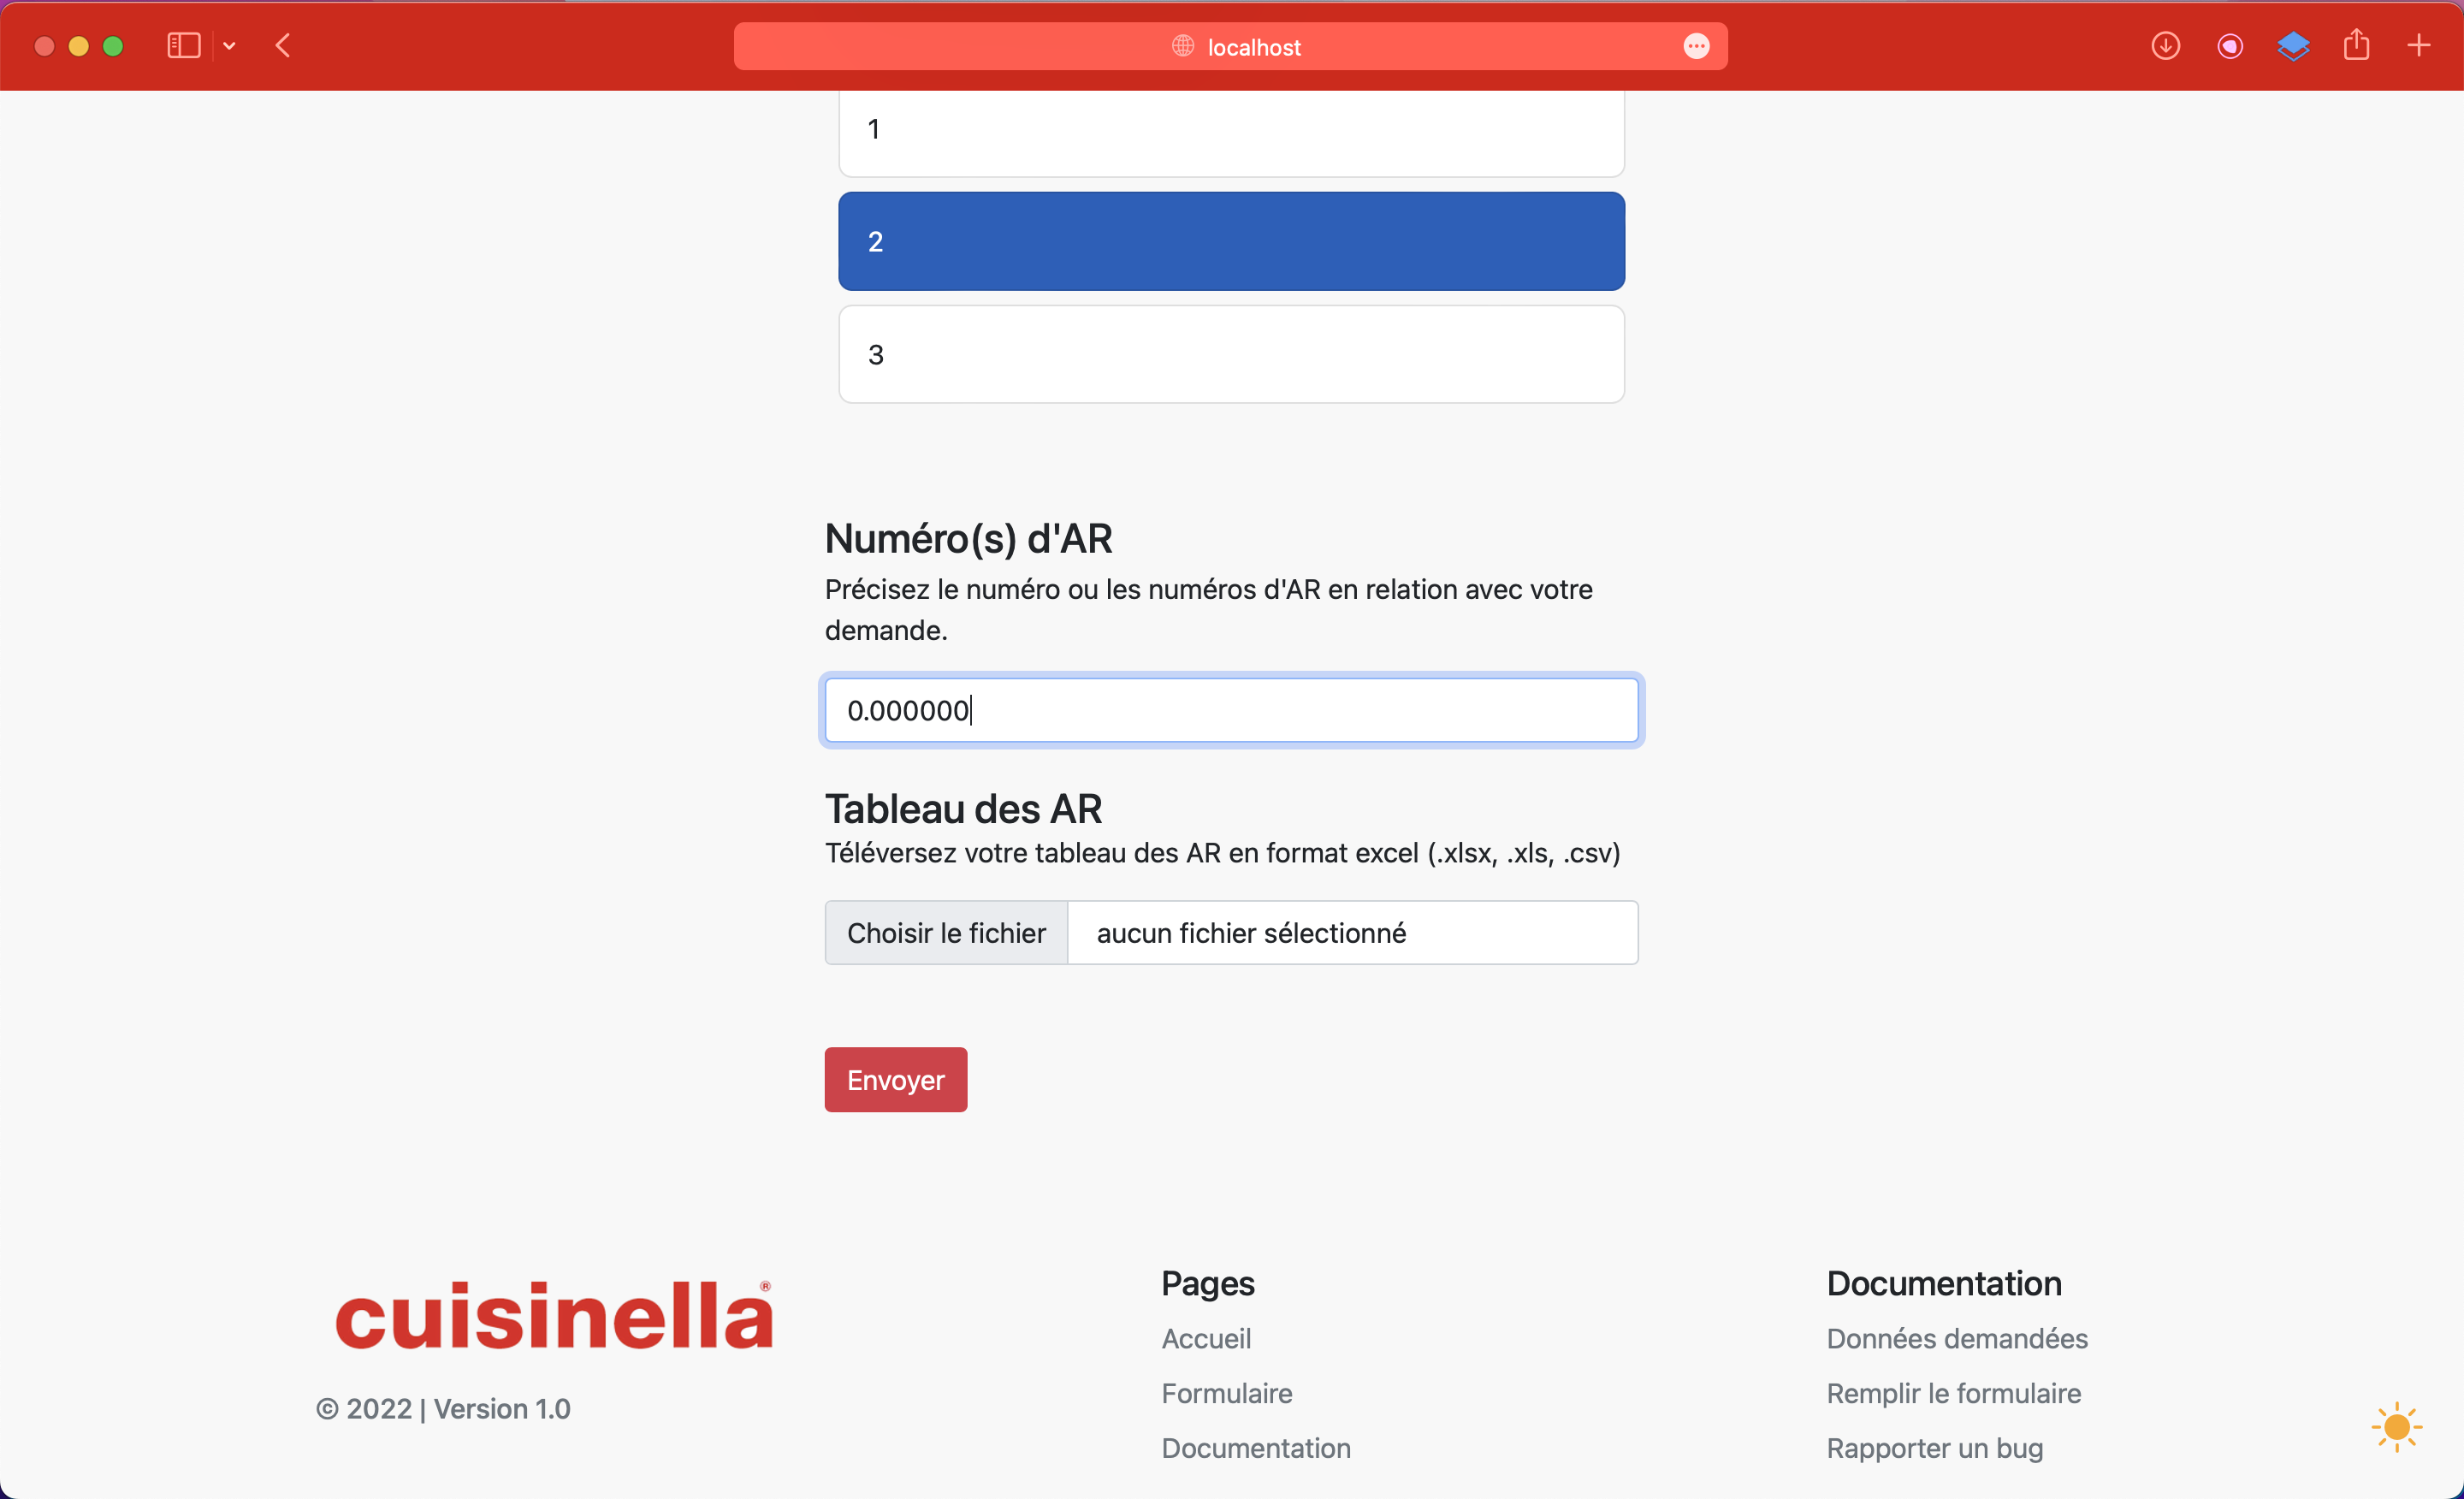 localhost
1
2
3
Numéro(s) d'AR
Précisez le numéro ou les numéros d'AR en relation avec votre
demande.
0.000000
Tableau des AR
Téléversez votre tableau des AR en format excel (.xlsx, .xls, .csv)
Choisir le fichier aucun fichier sélectionné
Envoyer
cuisinella®
© 2022 | Version 1.0
Pages
Accueil
Formulaire
Documentation
Documentation
Données demandées
Remplir le formulaire
Rapporter un bug